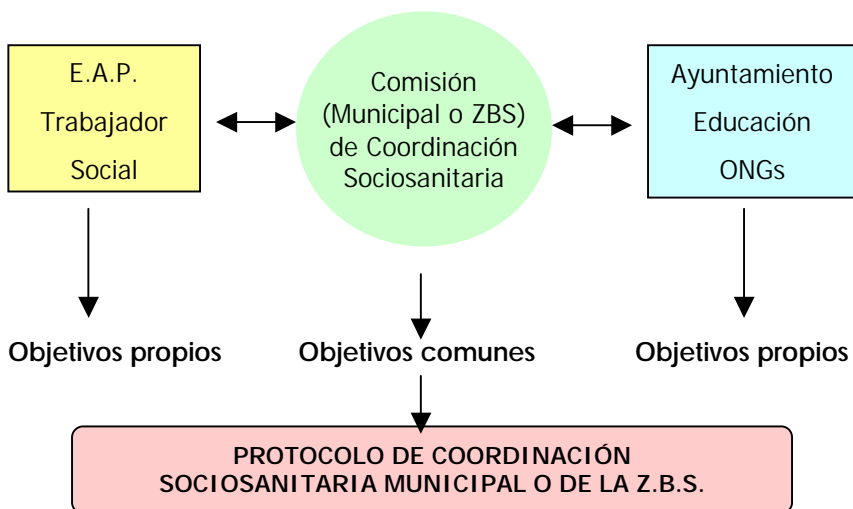 E.A.P.
Trabajador
Social
Comisión
(Municipal o ZBS)
de Coordinación
Sociosanitaria
Ayuntamiento
Educación
ONGs
Objetivos propios
Objetivos comunes
Objetivos propios
PROTOCOLO DE COORDINACIÓN
SOCIOSANITARIA MUNICIPAL O DE LA Z.B.S.